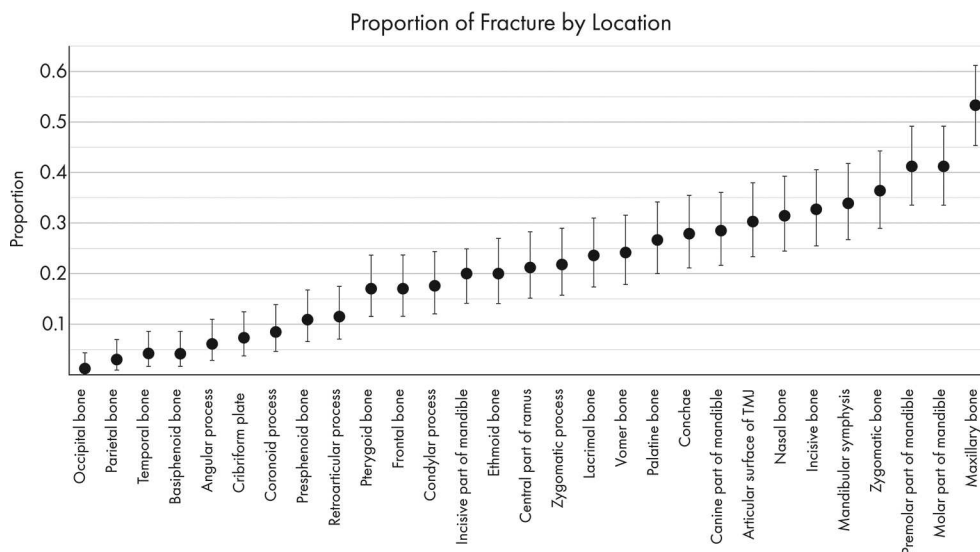 Proportion of Fracture by Location
Proportion
0.6
0.5
0.4
0.3
0.2
0.1
Occipital bone
Parietal bone
Temporal bone
Basisphenoid bone
Angular process
Cribriform plate
Coronoid process
Presphenoid bone
Retroarticular process
Pterygoid bone
Frontal bone
Condylar process
Incisive part of mandible
Ethmoid bone
Central part of ramus
Zygomatic process
Lacrimal bone
Vomer bone
Palatine bone
Conchae
Canine part of mandible
Articular surface of TMJ
Nasal bone
Incisive bone
Mandibular symphysis
Zygomatic bone
Premolar part of mandible
Molar part of mandible
Maxillary bone